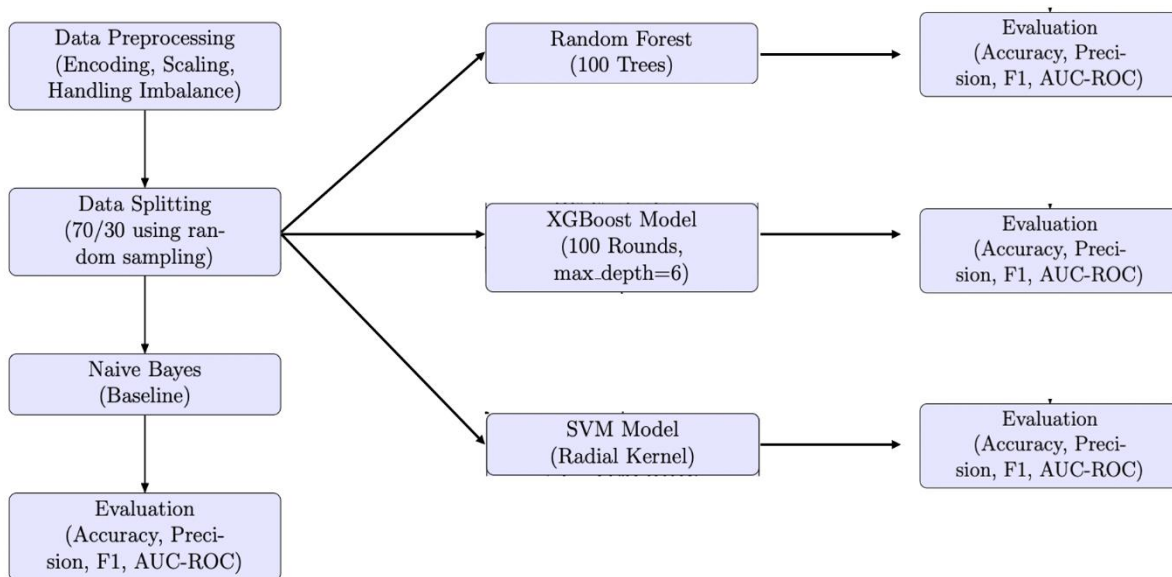 Data Preprocessing
(Encoding, Scaling,
Handling Imbalance)
Data Splitting
(70/30 using ran-
dom sampling)
Naive Bayes
(Baseline)
Evaluation
(Accuracy, Preci-
sion, F1, AUC-ROC)
Random Forest
(100 Trees)
Evaluation
(Accuracy, Preci-
sion, F1, AUC-ROC)
XGBoost Model
(100 Rounds,
max_depth=6)
Evaluation
(Accuracy, Preci-
sion, F1, AUC-ROC)
SVM Model
(Radial Kernel)
Evaluation
(Accuracy, Preci-
sion, F1, AUC-ROC)